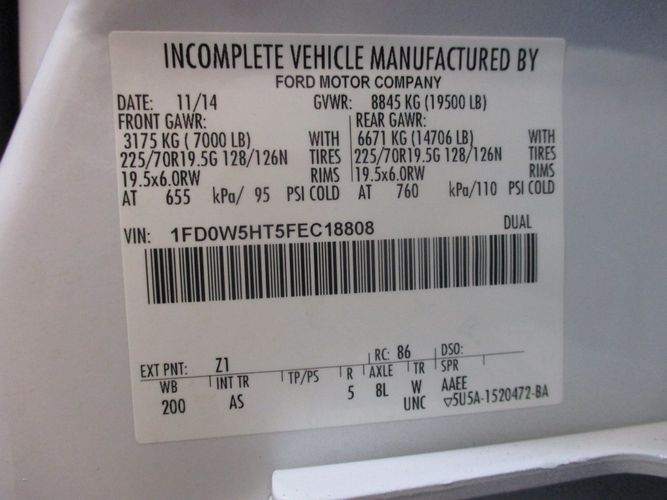 INCOMPLETE VEHICLE MANUFACTURED BY
FORD MOTOR COMPANY
DATE: 11/14 GVWR: 8845 KG (19500 LB)
FRONT GAWR: REAR GAWR:
3175 KG ( 7000 LB) WITH 6671 KG (14706 LB) WITH
225/70R19.5G 128/126N TIRES 225/70R19.5G 128/126N TIRES
19.5x6.0RW RIMS 19.5x6.0RW RIMS
AT 655 kPa/ 95 PSI COLD AT 760 kPa/110 PSI COLD
VIN: 1FD0W5HT5FEC18808 DUAL
EXT PNT: Z1 RC: 86 DSO:
WB INT TR TP/PS R AXLE TR SPR
200 AS 5 8L W AAEE
UNC ▽5U5A-1520472-BA